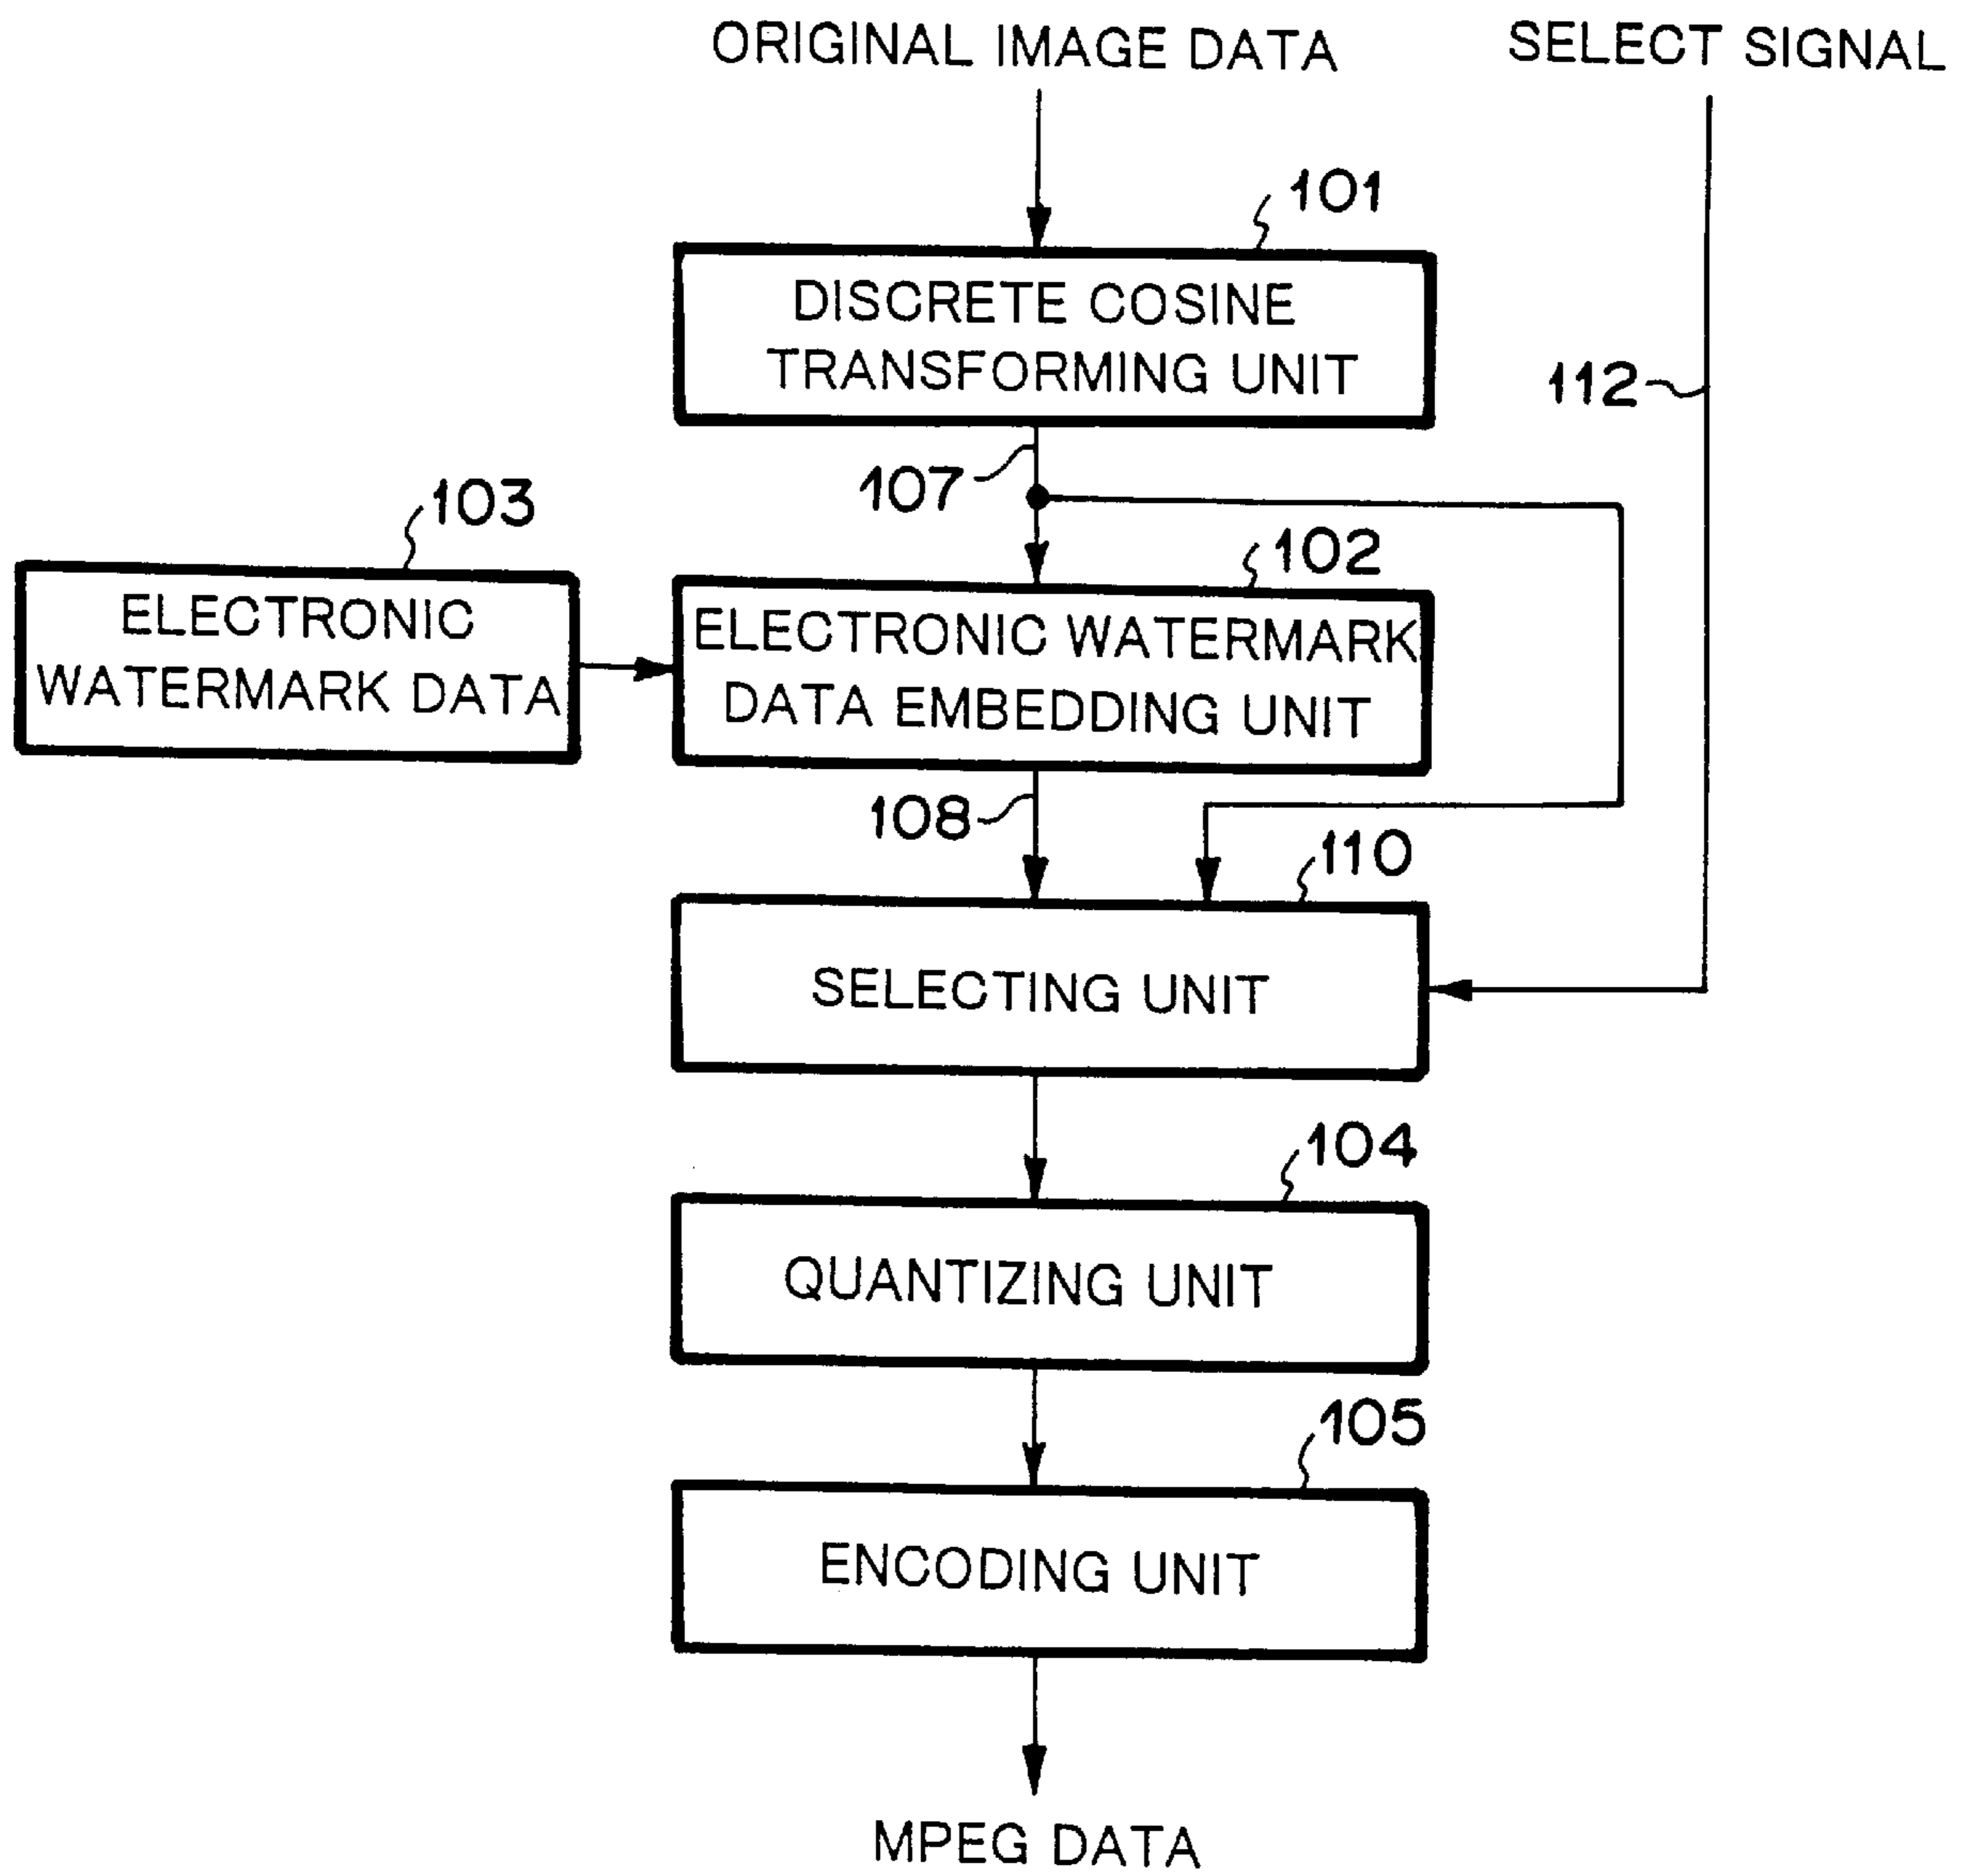 ORIGINAL IMAGE DATA
SELECT SIGNAL
101
DISCRETE COSINE
TRANSFORMING UNIT
112
107
103
102
ELECTRONIC
WATERMARK DATA
ELECTRONIC WATERMARK
DATA EMBEDDING UNIT
108
110
SELECTING UNIT
104
QUANTIZING UNIT
105
ENCODING UNIT
MPEG DATA